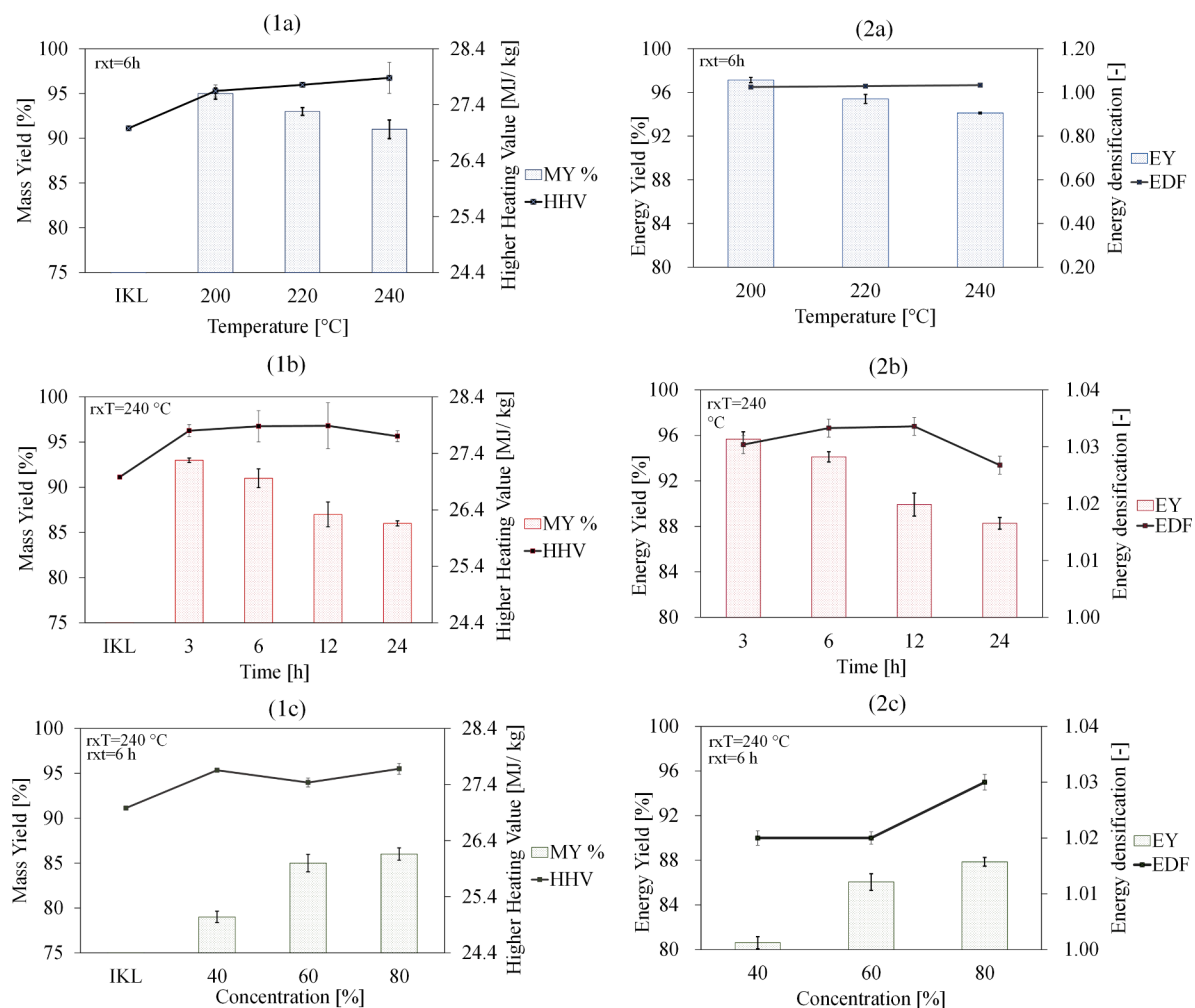 (1a)
rxt=6h
100
95
90
85
80
75
Mass Yield [%]
28.4
27.4
26.4
25.4
24.4
Higher Heating Value [MJ/ kg]
MY %
HHV
IKL 200 220 240
Temperature [°C]
(2a)
rxt=6h
100
96
92
88
84
80
Energy Yield [%]
1.20
1.00
0.80
0.60
0.40
0.20
Energy densification [-]
EY
EDF
200 220 240
Temperature [°C]
(1b)
rxT=240 °C
100
95
90
85
80
75
Mass Yield [%]
28.4
27.4
26.4
25.4
24.4
Higher Heating Value [MJ/ kg]
MY %
HHV
IKL 3 6 12 24
Time [h]
(2b)
rxT=240
°C
100
96
92
88
84
80
Energy Yield [%]
1.04
1.03
1.02
1.01
1.00
Energy densification [-]
EY
EDF
3 6 12 24
Time [h]
(1c)
rxT=240 °C
rxt=6 h
100
95
90
85
80
75
Mass Yield [%]
28.4
27.4
26.4
25.4
24.4
Higher Heating Value [MJ/ kg]
MY %
HHV
IKL 40 60 80
Concentration [%]
(2c)
rxT=240 °C
rxt=6 h
100
96
92
88
84
80
Energy Yield [%]
1.04
1.03
1.02
1.01
1.00
Energy densification [-]
EY
EDF
40 60 80
Concentration [%]